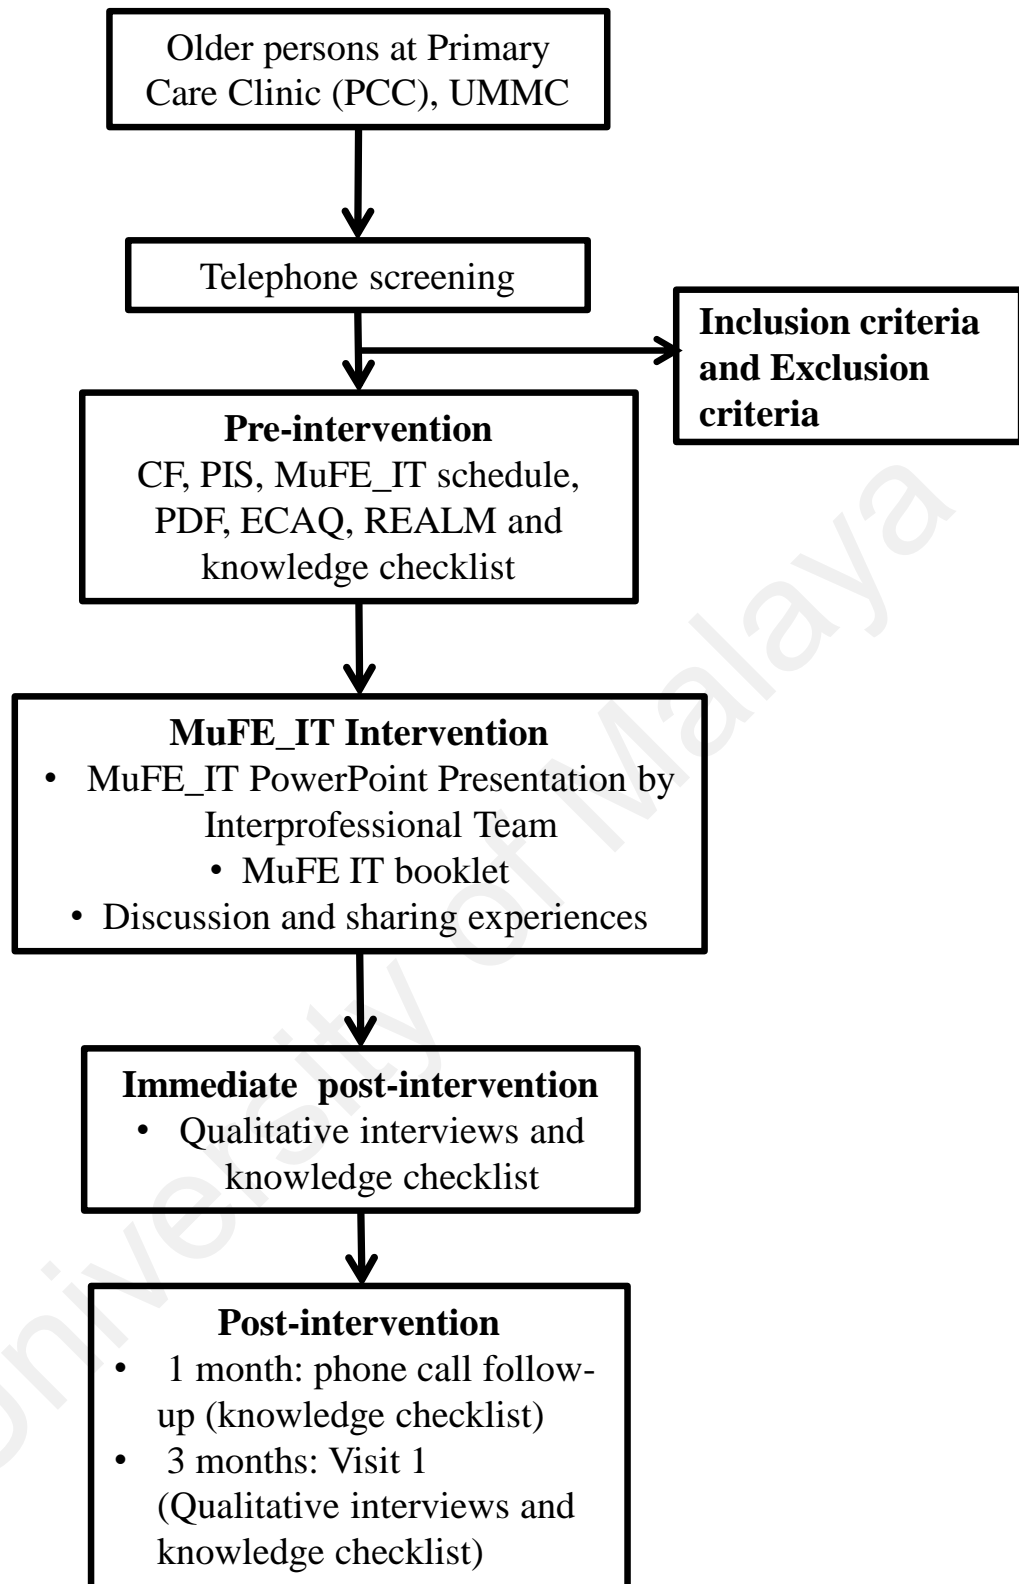 Older persons at Primary
Care Clinic (PCC), UMMC
Telephone screening
Inclusion criteria
and Exclusion
criteria
Pre-intervention
CF, PIS, MuFE_IT schedule,
PDF, ECAQ, REALM and
knowledge checklist
MuFE_IT Intervention
• MuFE_IT PowerPoint Presentation by
Interprofessional Team
• MuFE IT booklet
• Discussion and sharing experiences
Immediate post-intervention
• Qualitative interviews and
knowledge checklist
Post-intervention
• 1 month: phone call follow-
up (knowledge checklist)
• 3 months: Visit 1
(Qualitative interviews and
knowledge checklist)
University of Malaya